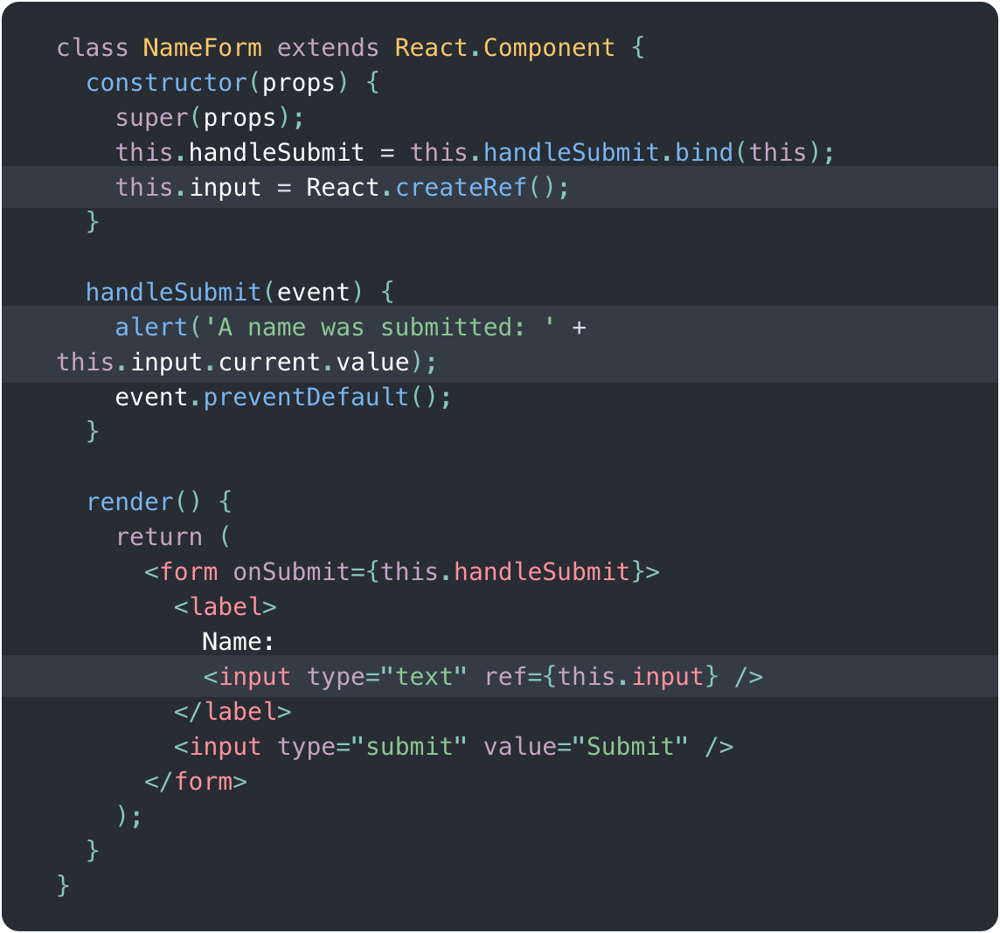 class NameForm extends React.Component {
  constructor(props) {
    super(props);
    this.handleSubmit = this.handleSubmit.bind(this);
    this.input = React.createRef();
  }

  handleSubmit(event) {
    alert('A name was submitted: ' +
this.input.current.value);
    event.preventDefault();
  }

  render() {
    return (
      <form onSubmit={this.handleSubmit}>
        <label>
          Name:
          <input type="text" ref={this.input} />
        </label>
        <input type="submit" value="Submit" />
      </form>
    );
  }
}